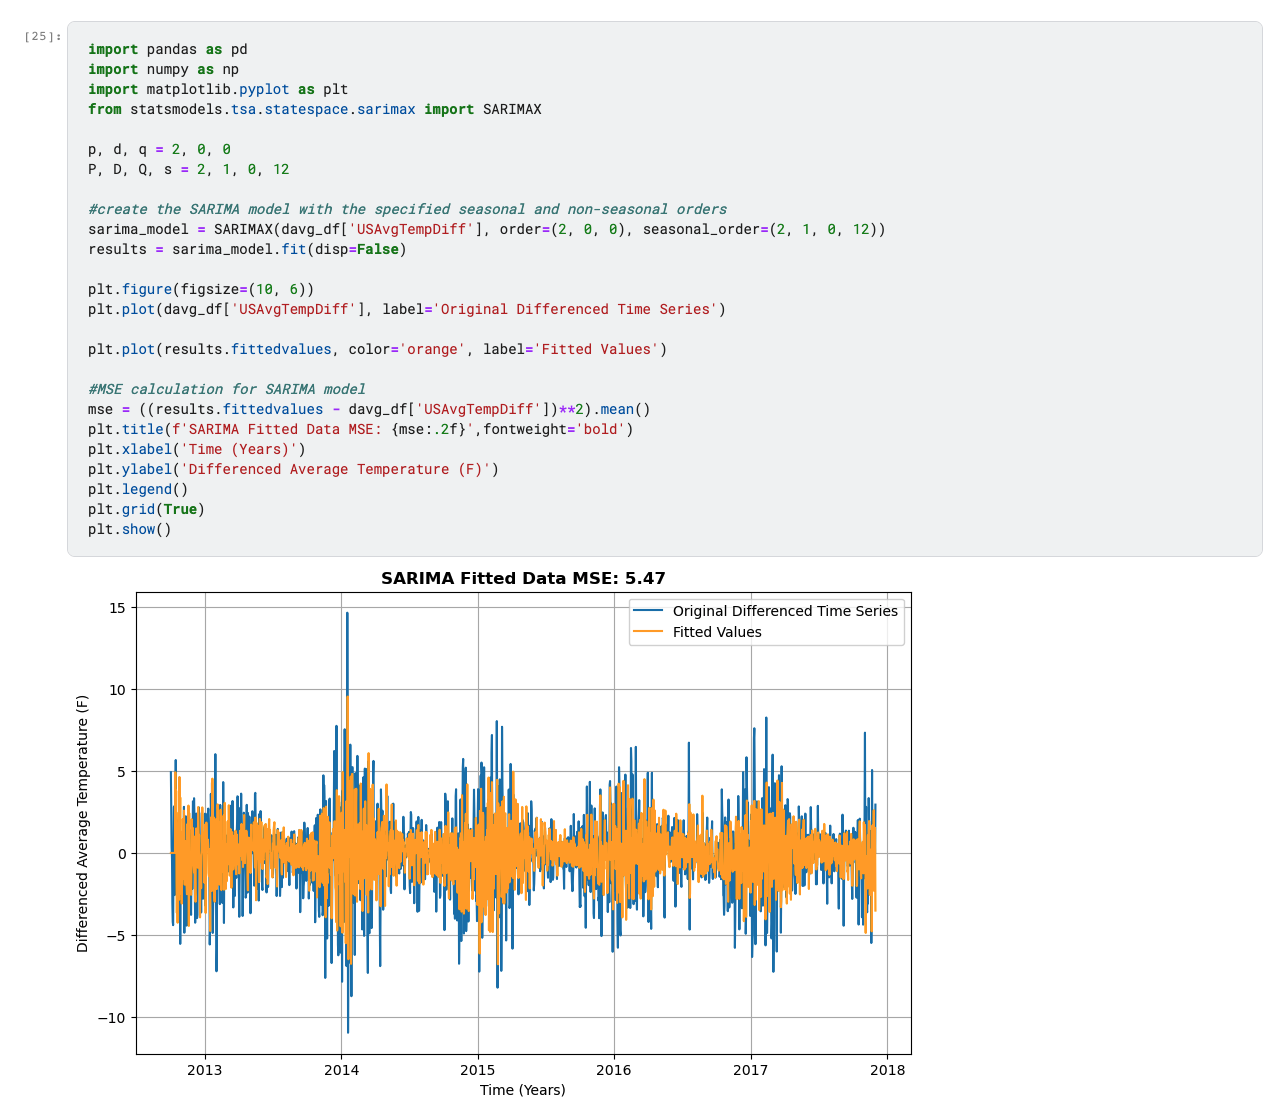 [25]:
import pandas as pd
import numpy as np
import matplotlib.pyplot as plt
from statsmodels.tsa.statespace.sarimax import SARIMAX
p, d, q = 2, 0, 0
P, D, Q, s = 2, 1, 0, 12
#create the SARIMA model with the specified seasonal and non-seasonal orders
sarima_model = SARIMAX(davg_df['USAvgTempDiff'], order=(2, 0, 0), seasonal_order=(2, 1, 0, 12))
results = sarima_model.fit(disp=False)
plt.figure(figsize=(10, 6))
plt.plot(davg_df['USAvgTempDiff'], label='Original Differenced Time Series')
plt.plot(results.fittedvalues, color='orange', label='Fitted Values')
#MSE calculation for SARIMA model
mse = ((results.fittedvalues - davg_df['USAvgTempDiff'])**2).mean()
plt.title(f'SARIMA Fitted Data MSE: {mse:.2f}',fontweight='bold')
plt.xlabel('Time (Years)')
plt.ylabel('Differenced Average Temperature (F)')
plt.legend()
plt.grid(True)
plt.show()
SARIMA Fitted Data MSE: 5.47
Original Differenced Time Series
Fitted Values
Differenced Average Temperature (F)
15
10
5
0
−5
−10
2013 2014 2015 2016 2017 2018
Time (Years)